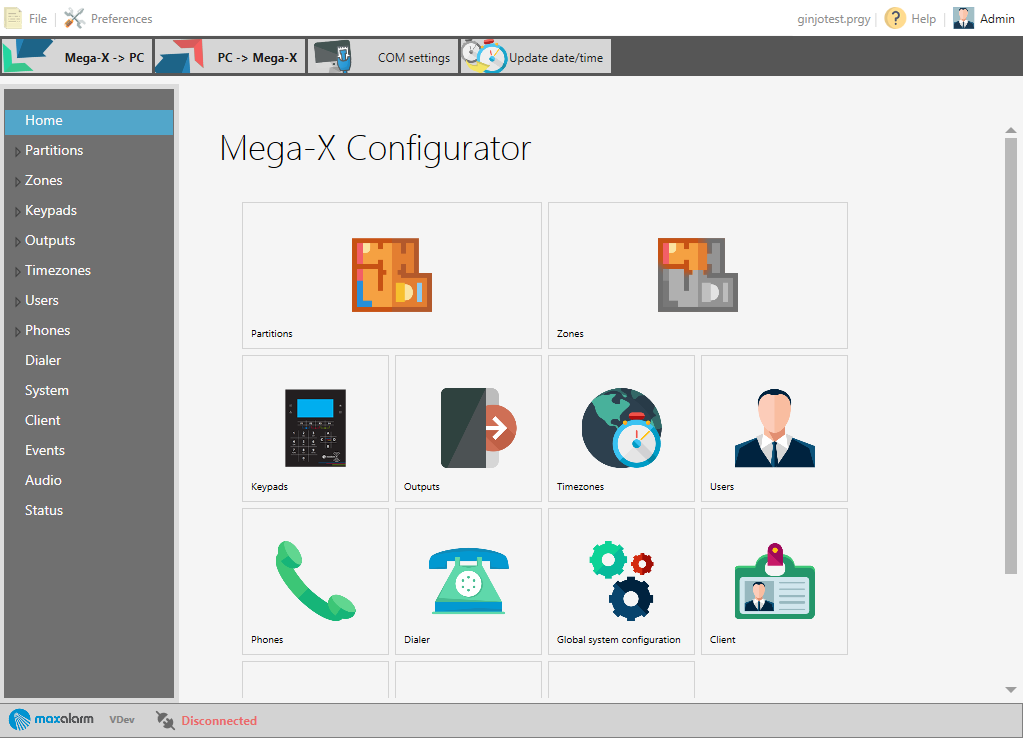 File
Preferences
ginjotest.prgy
Help
Admin
Mega-X -> PC
PC -> Mega-X
COM settings
Update date/time
Home
Partitions
Zones
Keypads
Outputs
Timezones
Users
Phones
Dialer
System
Client
Events
Audio
Status
Mega-X Configurator
Partitions
Zones
Keypads
Outputs
Timezones
Users
Phones
Dialer
Global system configuration
Client
maxalarm
VDev
Disconnected